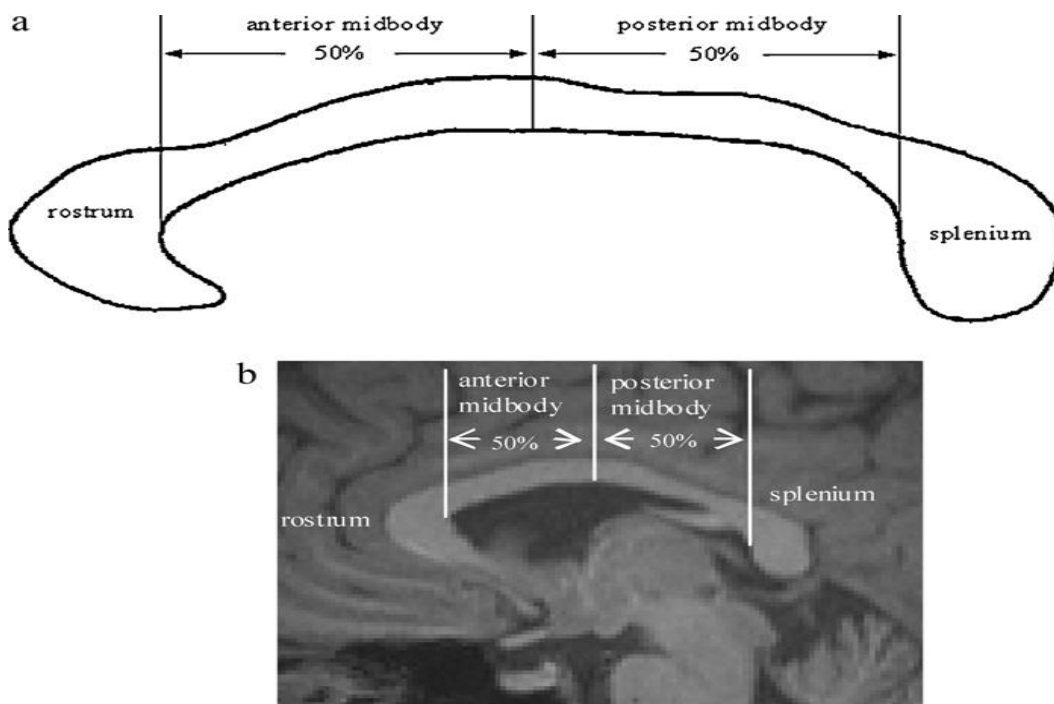 a
anterior midbody posterior midbody
50% 50%
rostrum
splenium
b
anterior posterior
midbody midbody
50% 50%
splenium
rostrum